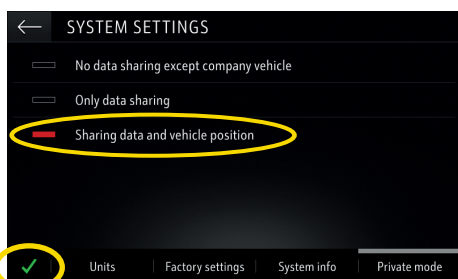 SYSTEM SETTINGS
No data sharing except company vehicle
Only data sharing
Sharing data and vehicle position
Units Factory settings System info Private mode